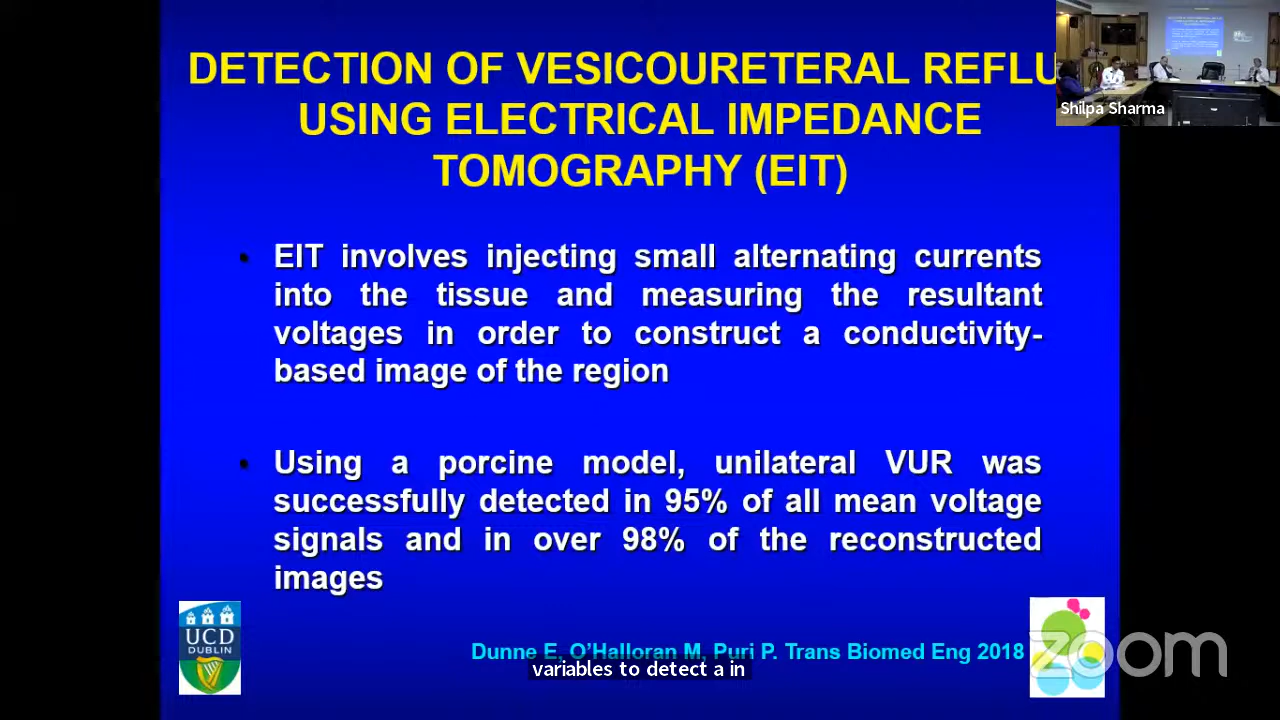 DETECTION OF VESICOURETERAL REFLU
USING ELECTRICAL IMPEDANCE
TOMOGRAPHY (EIT)
Shilpa Sharma
• EIT involves injecting small alternating currents
into the tissue and measuring the resultant
voltages in order to construct a conductivity-
based image of the region
• Using a porcine model, unilateral VUR was
successfully detected in 95% of all mean voltage
signals and in over 98% of the reconstructed
images
UCD
DUBLIN
Dunne E, O'Halloran M, Puri P. Trans Biomed Eng 2018
variables to detect a in
zoom